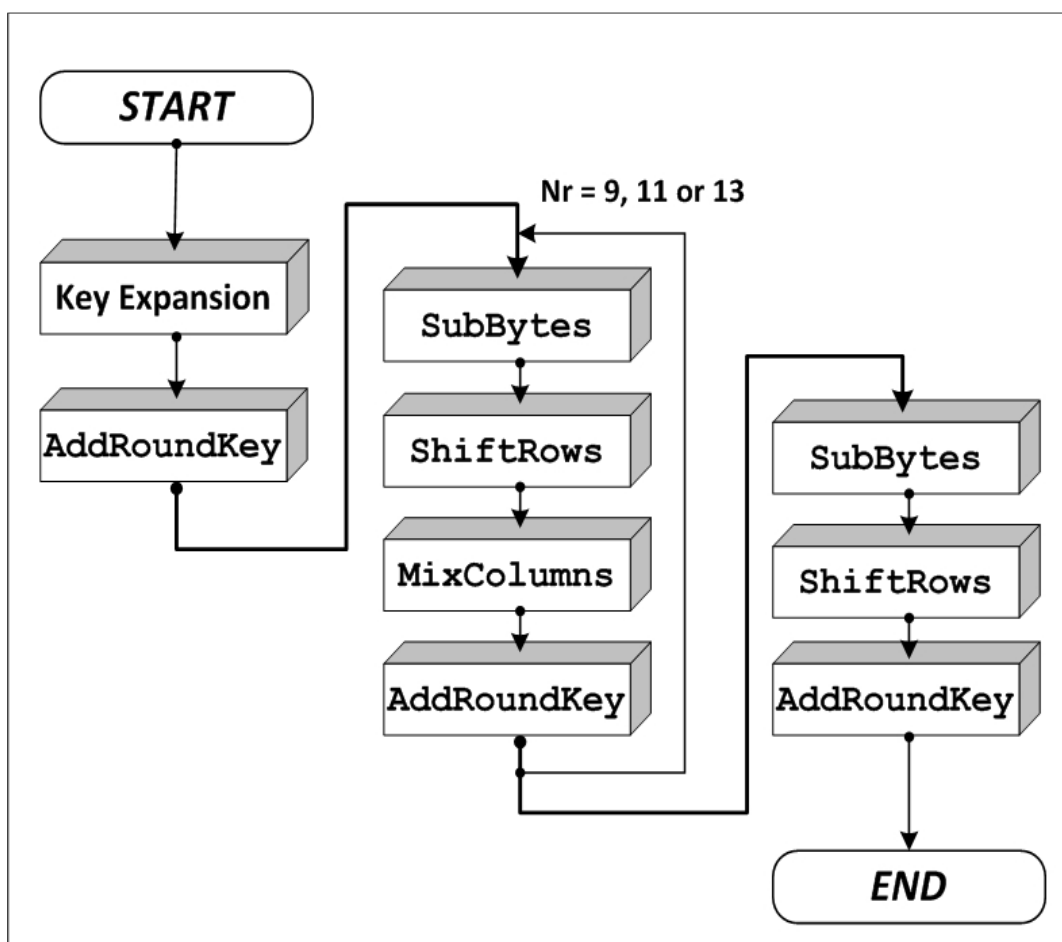 START
Key Expansion
AddRoundKey
Nr = 9, 11 or 13
SubBytes
ShiftRows
MixColumns
AddRoundKey
SubBytes
ShiftRows
AddRoundKey
END